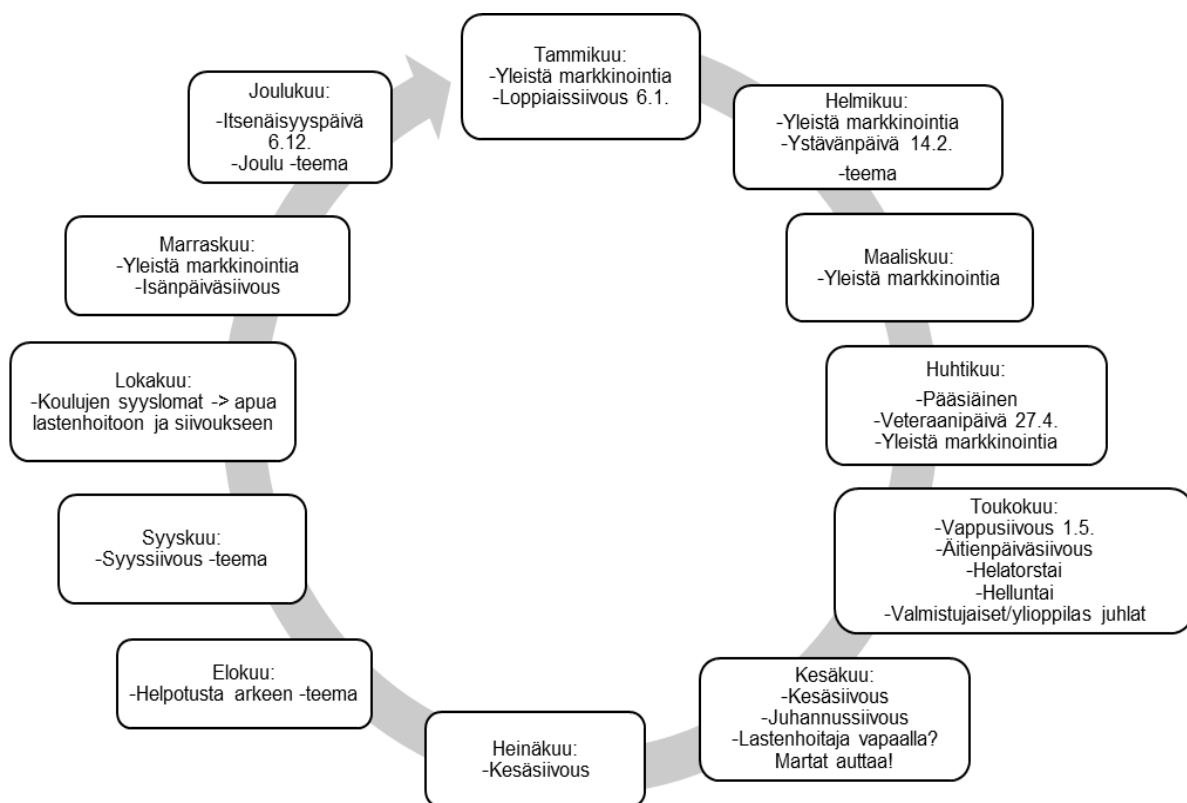 Tammikuu:
-Yleistä markkinointia
-Loppiaissiivous 6.1.
Helmikuu:
-Yleistä markkinointia
-Ystävänpäivä 14.2.
-teema
Maaliskuu:
-Yleistä markkinointia
Huhtikuu:
-Pääsiäinen
-Veteraanipäivä 27.4.
-Yleistä markkinointia
Toukokuu:
-Vappusiivous 1.5.
-Äitienpäiväsiivous
-Helatorstai
-Helluntai
-Valmistujaiset/ylioppilas juhlat
Kesäkuu:
-Kesäsiivous
-Juhannussiivous
-Lastenhoitaja vapaalla?
Martat auttaa!
Heinäkuu:
-Kesäsiivous
Elokuu:
-Helpotusta arkeen -teema
Syyskuu:
-Syyssiivous -teema
Lokakuu:
-Koulujen syyslomat -> apua
lastenhoitoon ja siivoukseen
Marraskuu:
-Yleistä markkinointia
-Isänpäiväsiivous
Joulukuu:
-Itsenäisyyspäivä
6.12.
-Joulu -teema